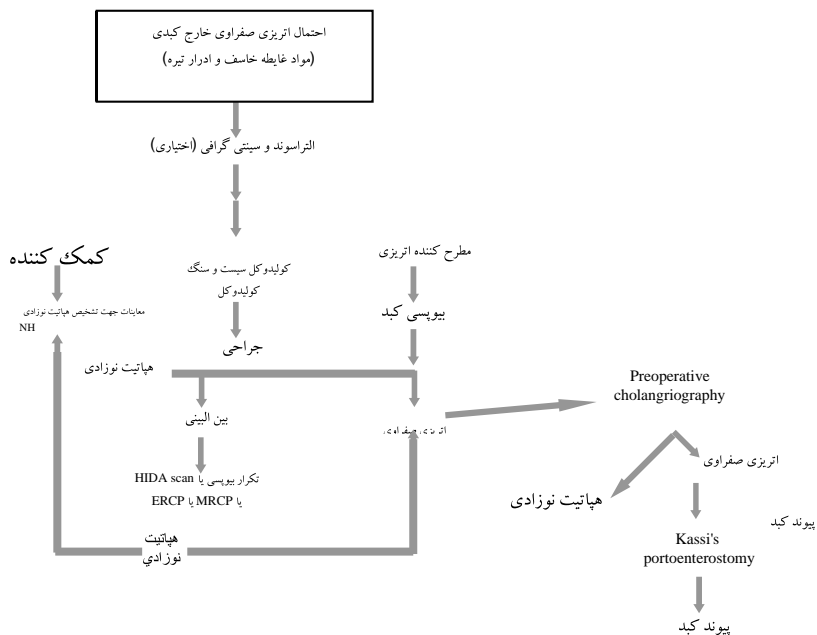 احتمال اتریزی صفراوی خارج کبدی
(مواد غایطه خاسف و ادرار تیره)
التراسوند و سینتی گرافی (اختیاری)
مطرح کننده اتریزی
کمک کننده
کولیدوکل سیست و سنگ
کولیدوکل
معاینات جهت تشخیص هپاتیت نوزادی
NH
بیوپسی کبد
جراحی
هپاتیت نوزادی
Preoperative
cholangriography
بین البینی
اتریزی صفراوی
اتریزی صفراوی
تکرار بیوپسی یا HIDA scan
یا MRCP یا ERCP
هپاتیت نوزادی
پیوند کبد
هپاتیت
نوزادي
Kassi's
portoenterostomy
پیوند کبد